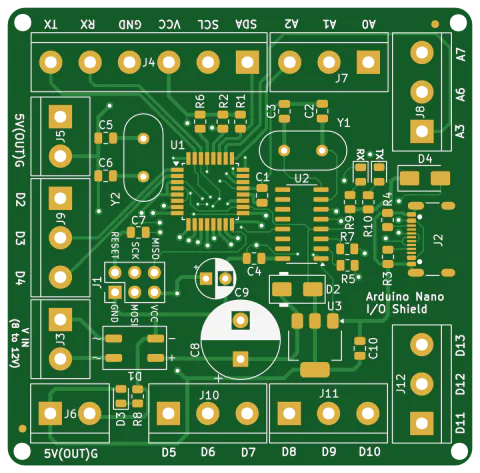 TX RX GND VCC SCL SDA A2 A1 A0
J4
J7
A7
A6
A3
J8
R6 R2 R1
C3 C2
Y1
5V(OUT)G
J5
C5
C6
Y2
U1
RX TX
D4
U2
C1
D2
D3
D4
J9
C7
R9 R10
R4
R7
R5
R3
J2
C4
RESET
SCK
MISO
J1
GND
MOSI
VCC
+
C9
D2
Arduino Nano
I/O Shield
V IN
(8 to 12V)
J3
~ +
~ -
C8
+
U3
C10
D13
D12
D11
J12
D1
D3
R8
J6
J10
J11
5V(OUT)G
D5 D6 D7 D8 D9 D10